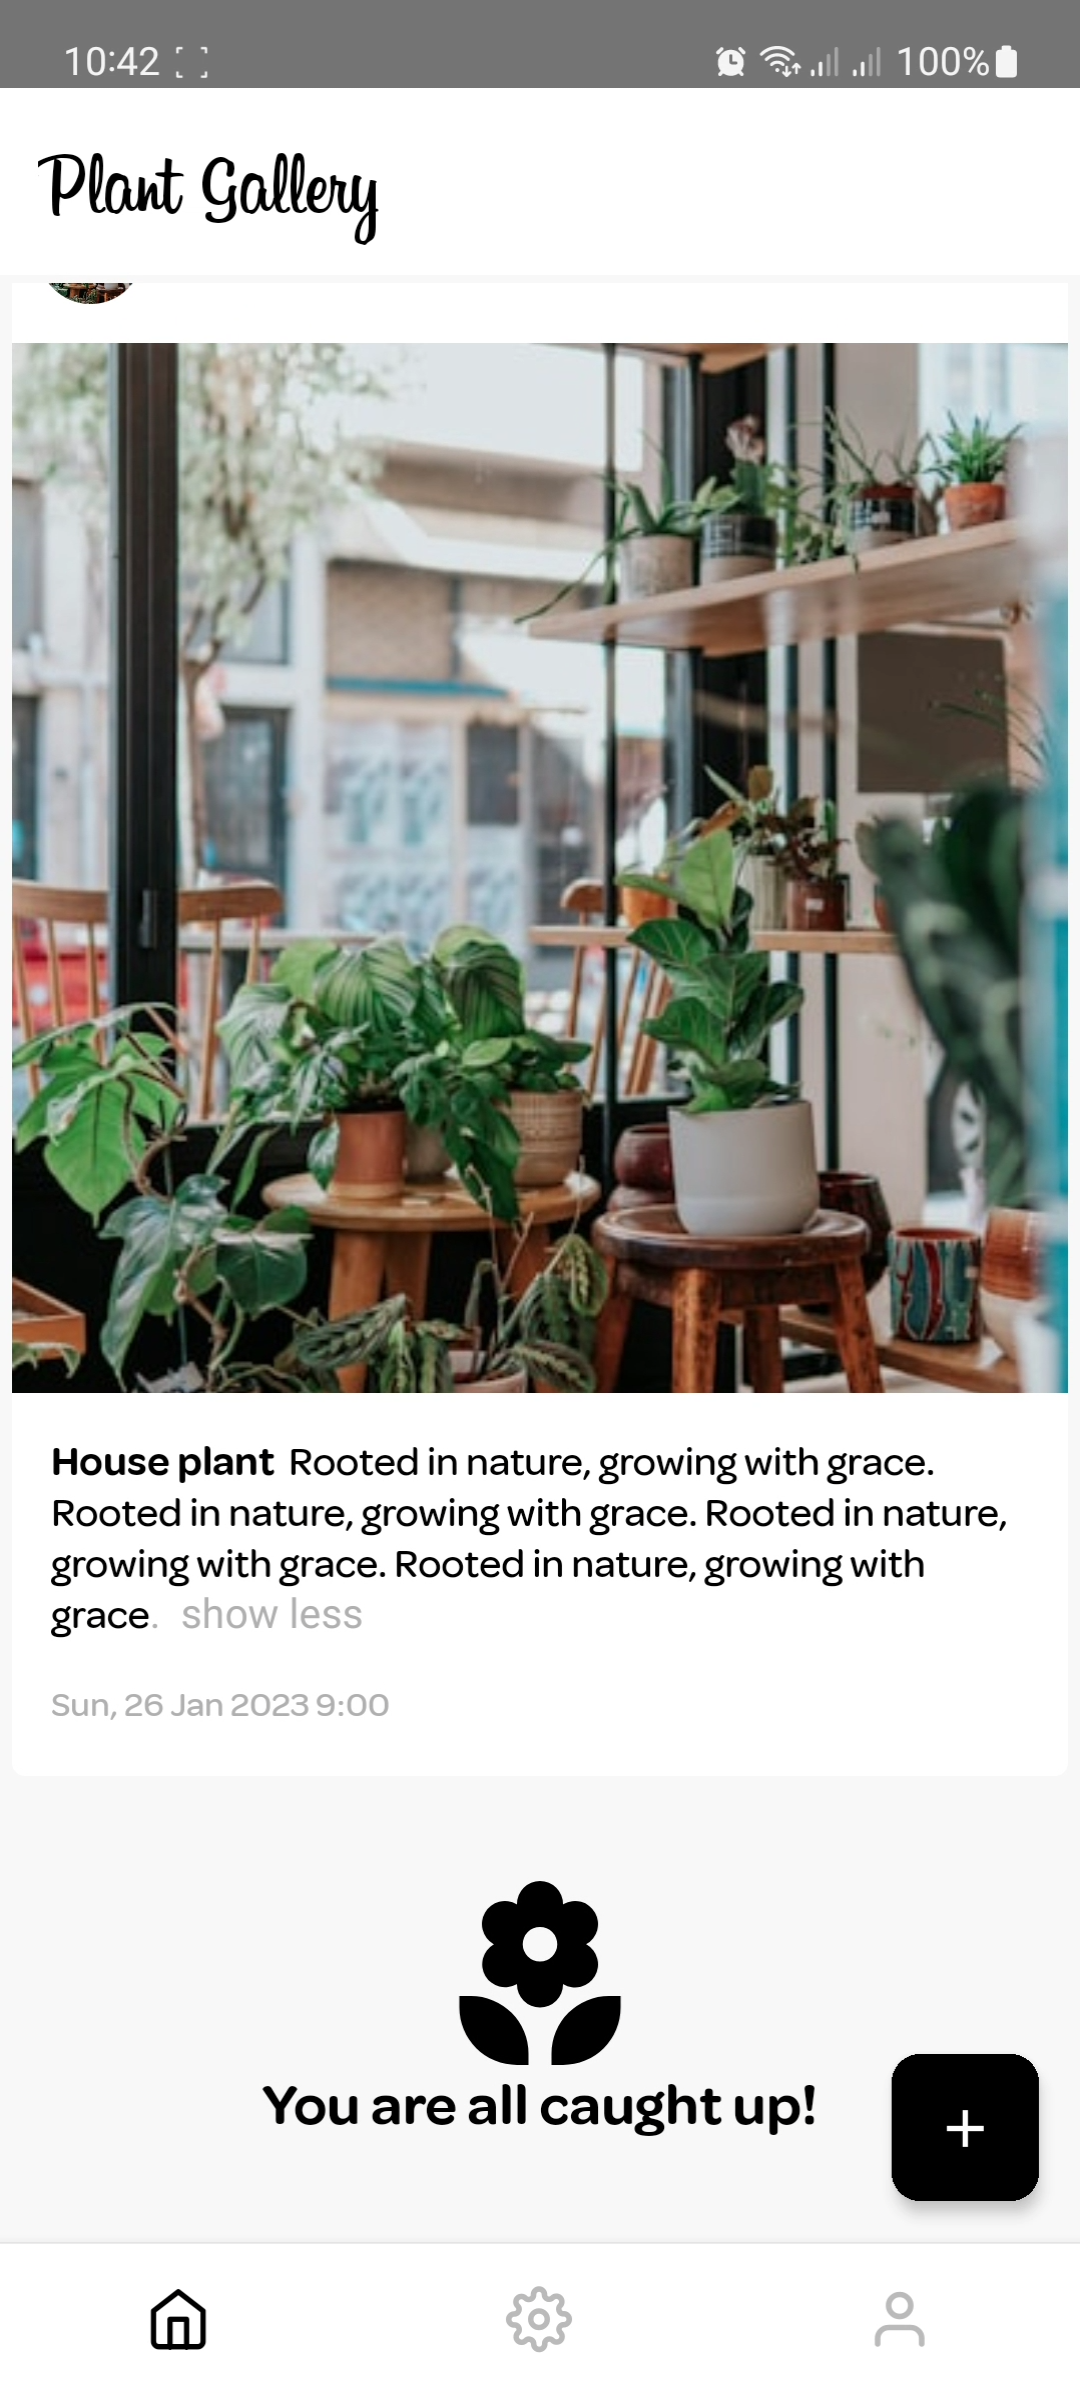 10:42 100%
Plant Gallery
House plant Rooted in nature, growing with grace.
Rooted in nature, growing with grace. Rooted in nature,
growing with grace. Rooted in nature, growing with
grace. show less
Sun, 26 Jan 2023 9:00
You are all caught up!
+